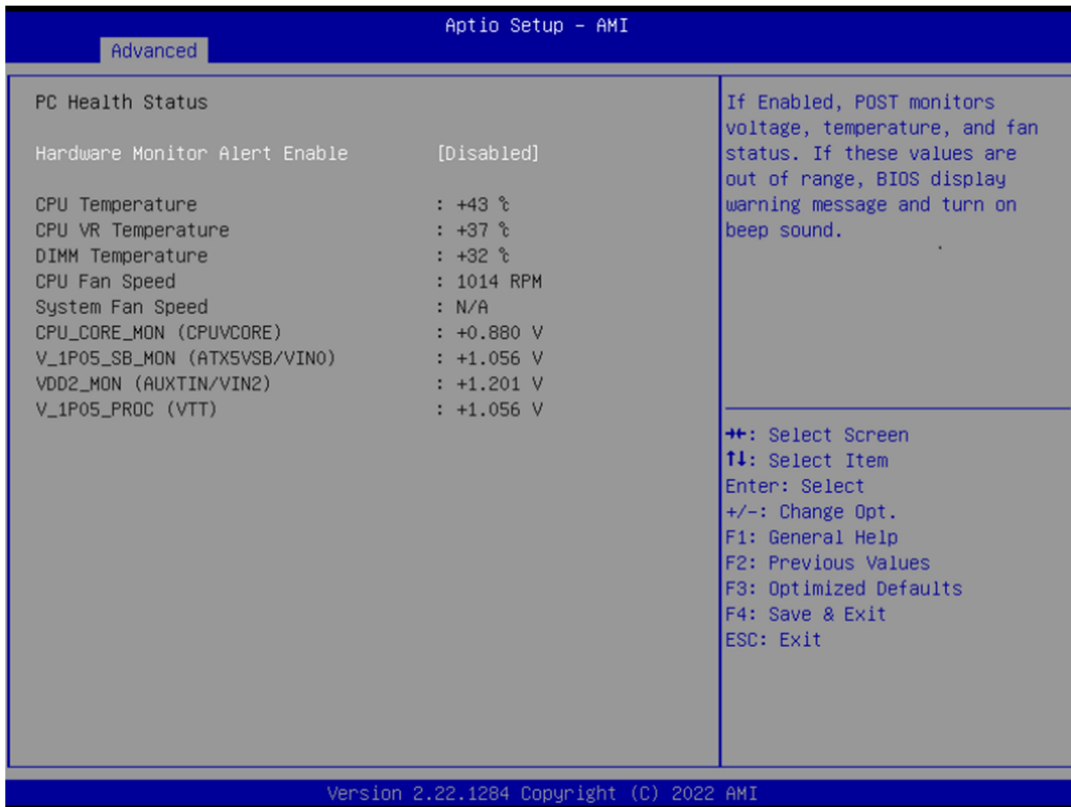 Aptio Setup – AMI
Advanced
PC Health Status
Hardware Monitor Alert Enable [Disabled]
CPU Temperature : +43 ℃
CPU VR Temperature : +37 ℃
DIMM Temperature : +32 ℃
CPU Fan Speed : 1014 RPM
System Fan Speed : N/A
CPU_CORE_MON (CPUVCORE) : +0.880 V
V_1P05_SB_MON (ATX5VSB/VIN0) : +1.056 V
VDD2_MON (AUXTIN/VIN2) : +1.201 V
V_1P05_PROC (VTT) : +1.056 V
If Enabled, POST monitors
voltage, temperature, and fan
status. If these values are
out of range, BIOS display
warning message and turn on
beep sound.
→←: Select Screen
↑↓: Select Item
Enter: Select
+/-: Change Opt.
F1: General Help
F2: Previous Values
F3: Optimized Defaults
F4: Save & Exit
ESC: Exit
Version 2.22.1284 Copyright (C) 2022 AMI